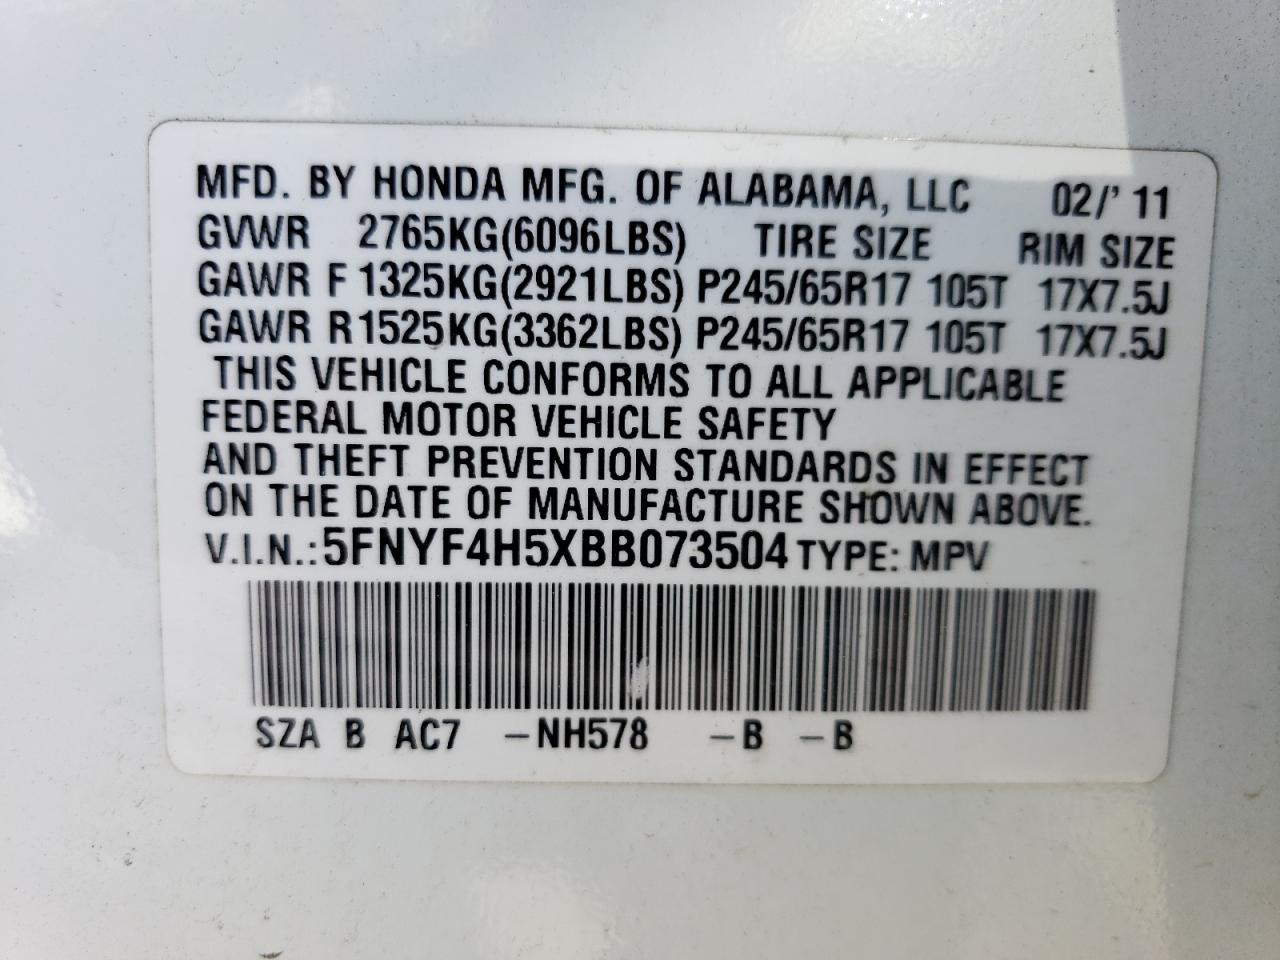 MFD. BY HONDA MFG. OF ALABAMA, LLC 02/' 11
GVWR 2765KG(6096LBS) TIRE SIZE RIM SIZE
GAWR F 1325KG(2921LBS) P245/65R17 105T 17X7.5J
GAWR R1525KG(3362LBS) P245/65R17 105T 17X7.5J
THIS VEHICLE CONFORMS TO ALL APPLICABLE
FEDERAL MOTOR VEHICLE SAFETY
AND THEFT PREVENTION STANDARDS IN EFFECT
ON THE DATE OF MANUFACTURE SHOWN ABOVE.
V.I.N.:5FNYF4H5XBB073504 TYPE: MPV
SZA B AC7 –NH578 –B –B